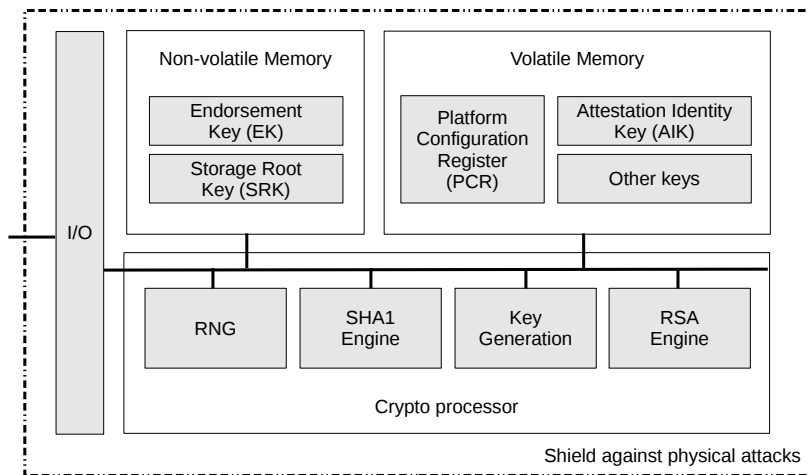 Non-volatile Memory
Endorsement
Key (EK)
Storage Root
Key (SRK)
Volatile Memory
Platform
Configuration
Register
(PCR)
Attestation Identity
Key (AIK)
Other keys
I/O
RNG
SHA1
Engine
Key
Generation
RSA
Engine
Crypto processor
Shield against physical attacks